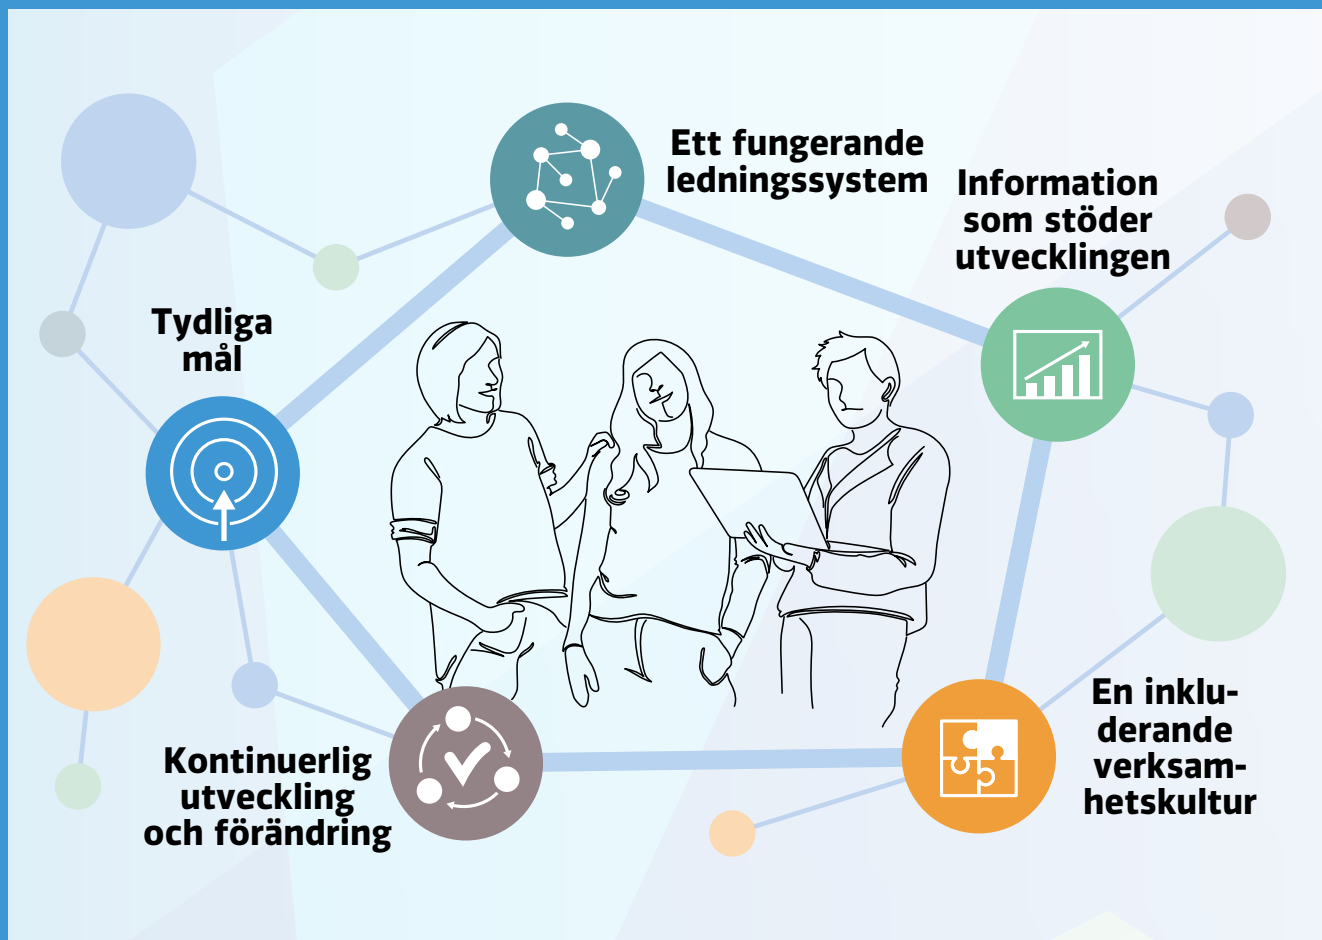 Ett fungerande
ledningssystem
Information
som stöder
utvecklingen
Tydliga
mål
En inklu-
derande
verksam-
hetskultur
Kontinuerlig
utveckling
och förändring